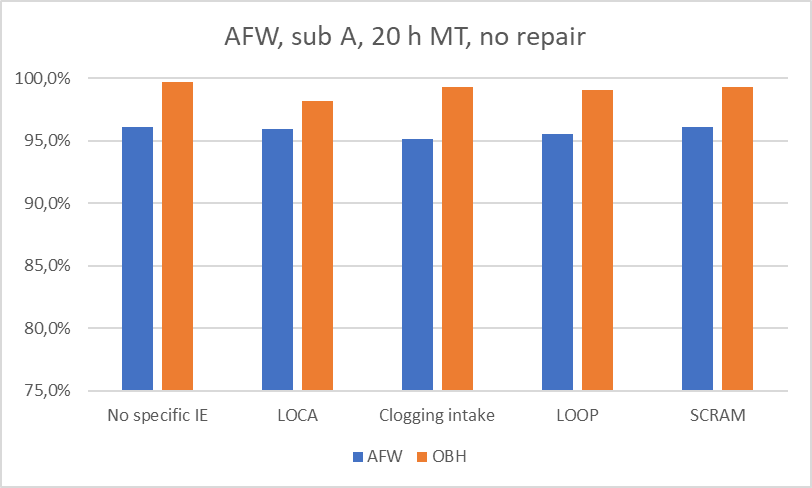 AFW, sub A, 20 h MT, no repair
100,0%
95,0%
90,0%
85,0%
80,0%
75,0%
No specific IE LOCA Clogging intake LOOP SCRAM
AFW OBH